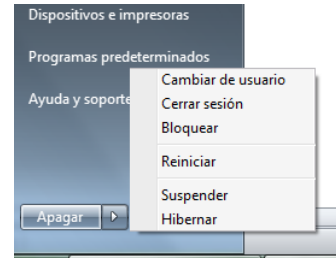 Dispositivos e impresoras
Programas predeterminados
Ayuda y soporte
Cambiar de usuario
Cerrar sesión
Bloquear
Reiniciar
Suspender
Hibernar
Apagar